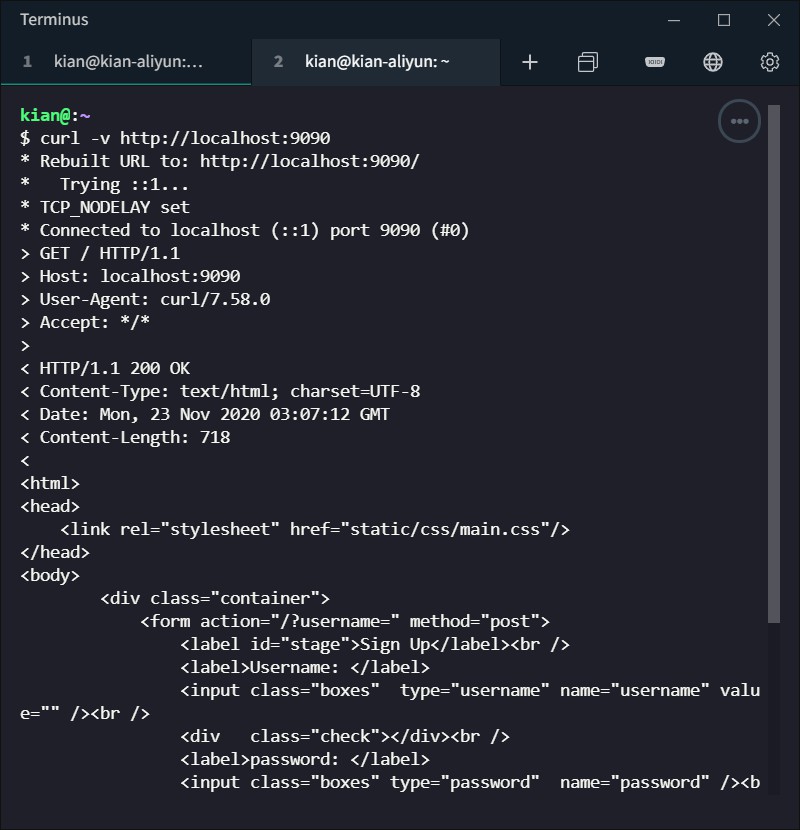 Terminus
1 kian@kian-aliyun:...
2 kian@kian-aliyun: ~
kian@:~
$ curl -v http://localhost:9090
* Rebuilt URL to: http://localhost:9090/
*   Trying ::1...
* TCP_NODELAY set
* Connected to localhost (::1) port 9090 (#0)
> GET / HTTP/1.1
> Host: localhost:9090
> User-Agent: curl/7.58.0
> Accept: */*
>
< HTTP/1.1 200 OK
< Content-Type: text/html; charset=UTF-8
< Date: Mon, 23 Nov 2020 03:07:12 GMT
< Content-Length: 718
<
<html>
<head>
    <link rel="stylesheet" href="static/css/main.css"/>
</head>
<body>
        <div class="container">
            <form action="/?username=" method="post">
                <label id="stage">Sign Up</label><br />
                <label>Username: </label>
                <input class="boxes"  type="username" name="username" valu
e="" /><br />
                <div   class="check"></div><br />
                <label>password: </label>
                <input class="boxes" type="password"  name="password" /><b